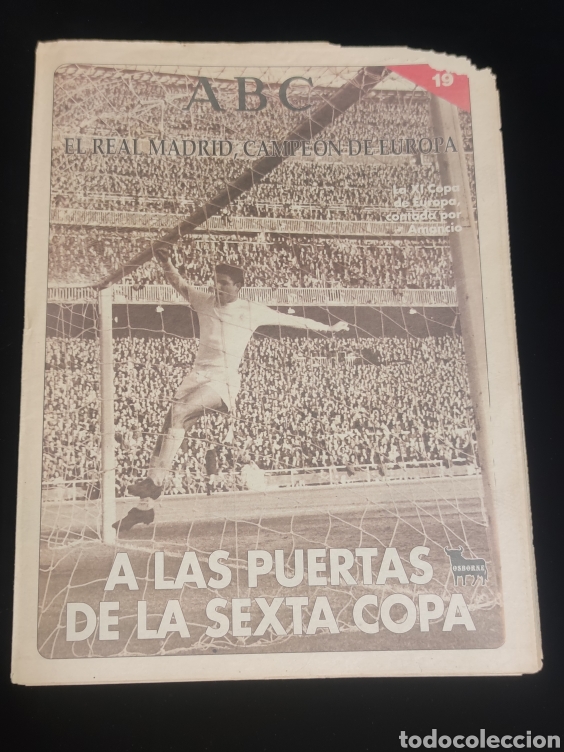 19
ABC
EL REAL MADRID, CAMPEÓN DE EUROPA
La XI Copa
de Europa,
contada por
Amancio
A LAS PUERTAS
DE LA SEXTA COPA
OSBORNE
todocoleccion.net